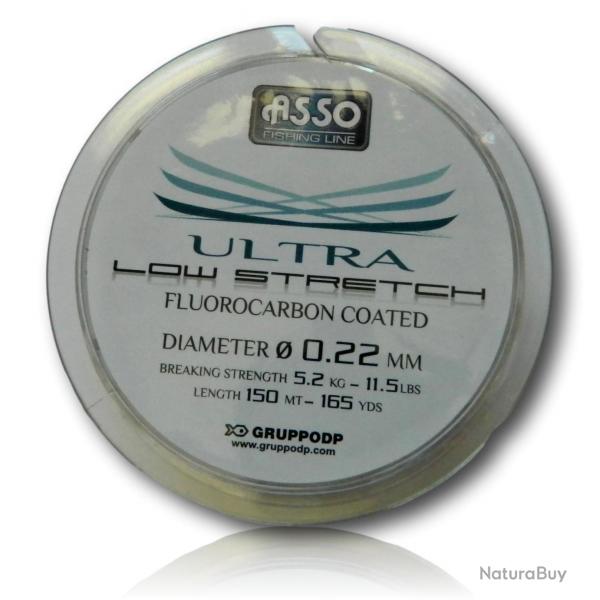 ASSO
FISHING LINE
ULTRA
LOW STRETCH
FLUOROCARBON COATED
DIAMETER Ø 0.22 MM
BREAKING STRENGTH 5.2 KG - 11.5 LBS
LENGTH 150 MT - 165 YDS
GRUPPODP
www.gruppodp.com
NaturaBuy